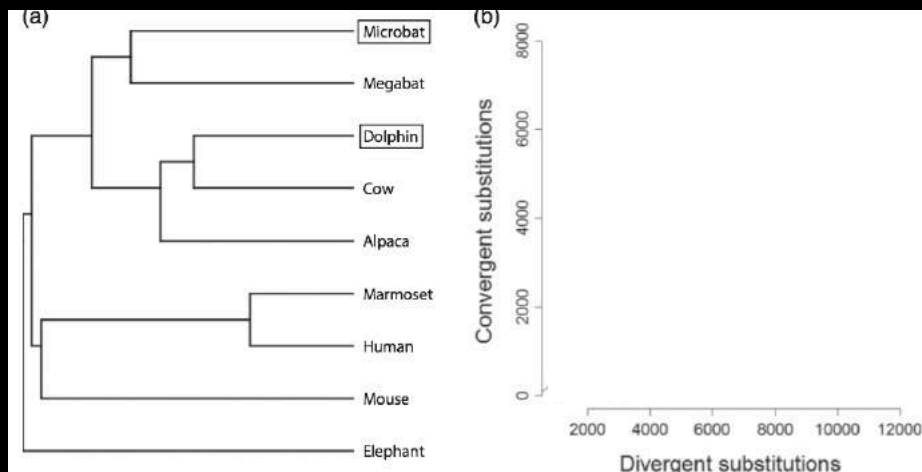 (a)
Microbat
Megabat
Dolphin
Cow
Alpaca
Marmoset
Human
Mouse
Elephant
(b)
Convergent substitutions
8000
6000
4000
2000
0
2000 4000 6000 8000 10000 12000
Divergent substitutions